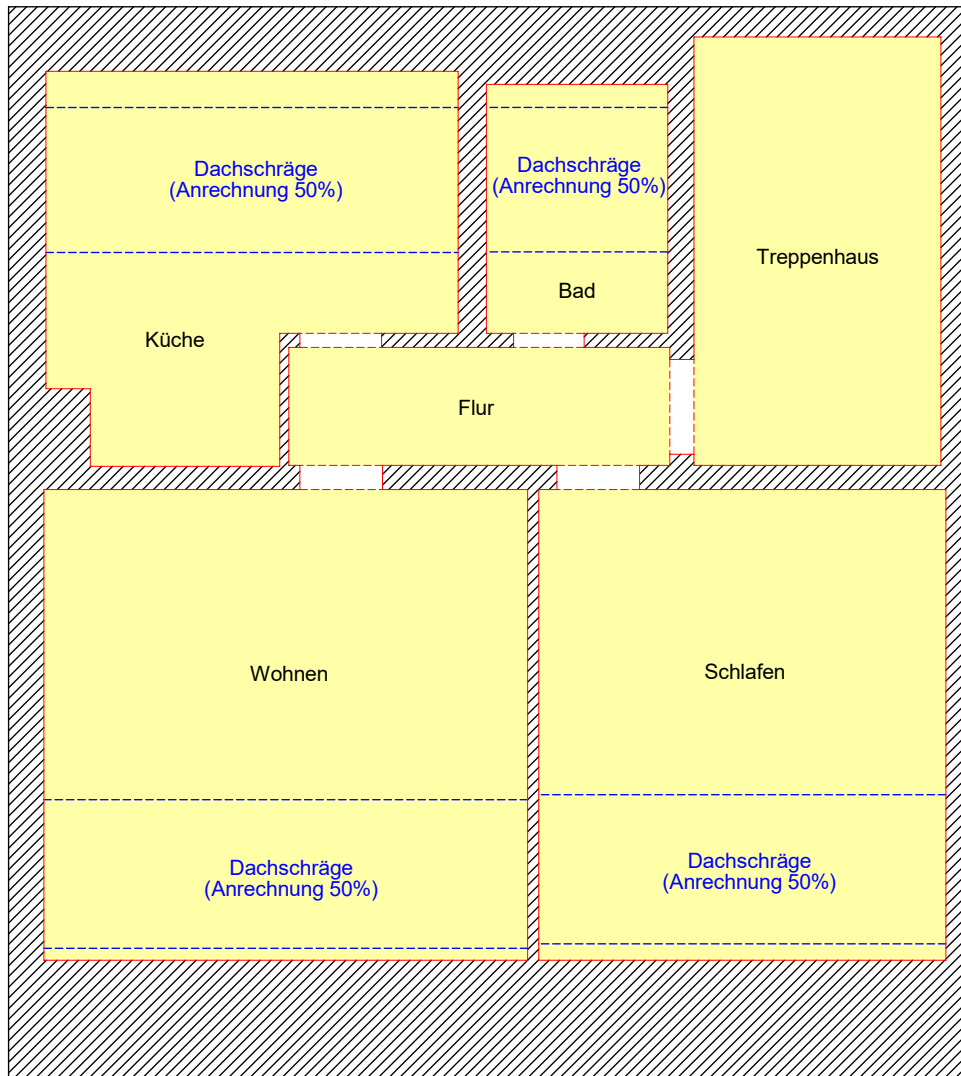 Dachschräge
(Anrechnung 50%)
Dachschräge
(Anrechnung 50%)
Treppenhaus
Bad
Küche
Flur
Wohnen
Schlafen
Dachschräge
(Anrechnung 50%)
Dachschräge
(Anrechnung 50%)